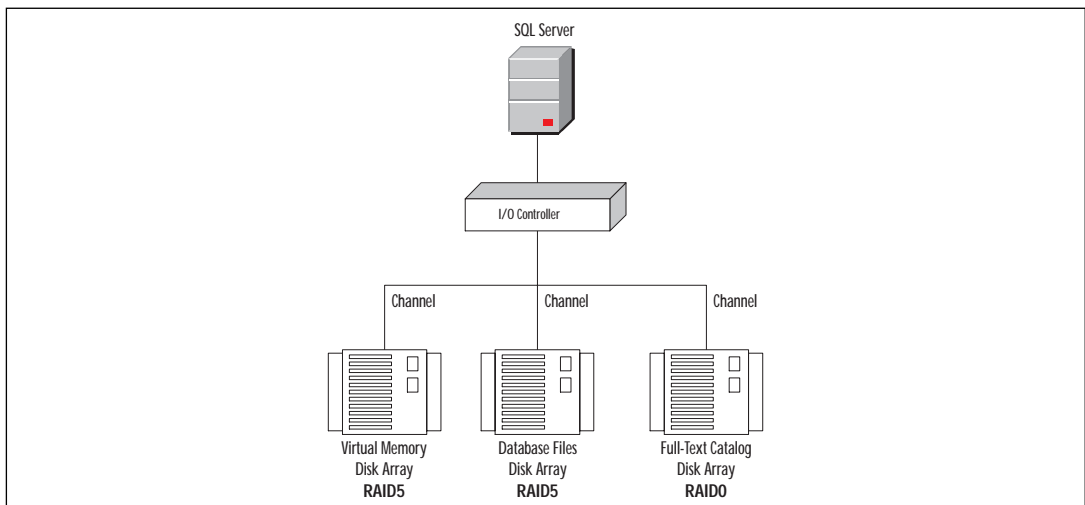 SQL Server
I/O Controller
Channel
Channel
Channel
Virtual Memory
Disk Array
RAID5
Database Files
Disk Array
RAID5
Full-Text Catalog
Disk Array
RAID0